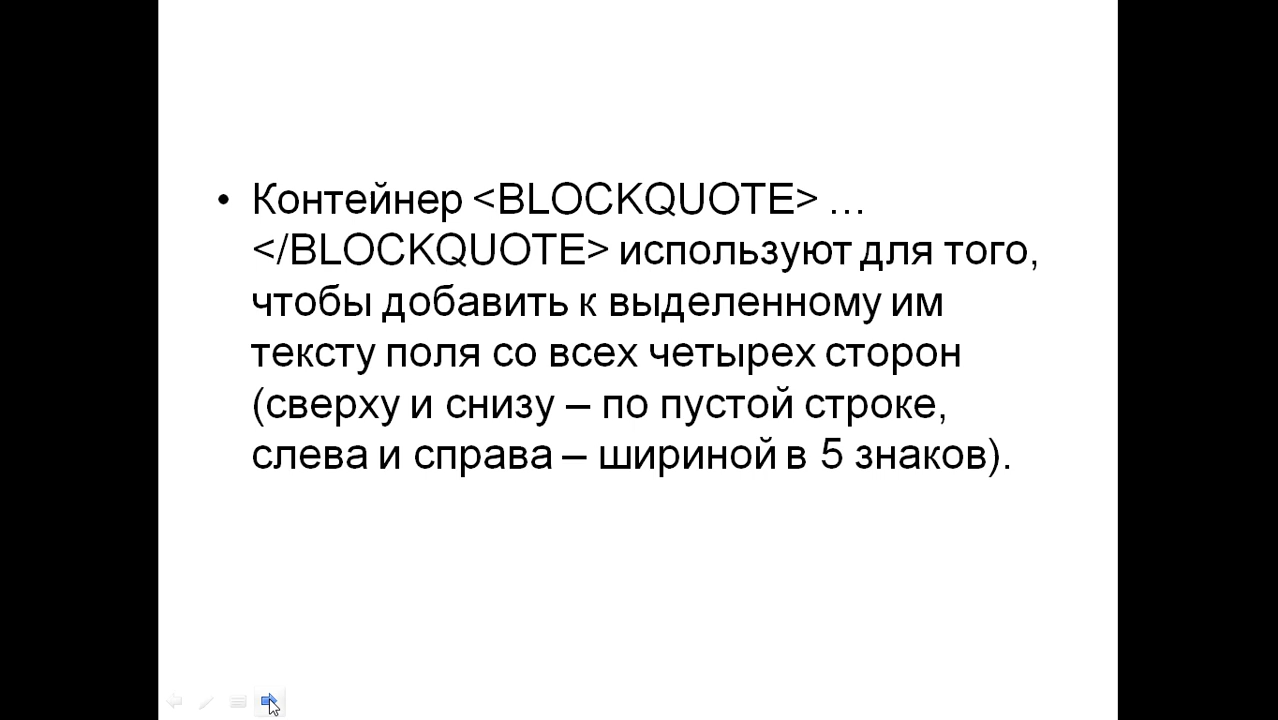 • Контейнер <BLOCKQUOTE> …
</BLOCKQUOTE> используют для того,
чтобы добавить к выделенному им
тексту поля со всех четырех сторон
(сверху и снизу – по пустой строке,
слева и справа – шириной в 5 знаков).